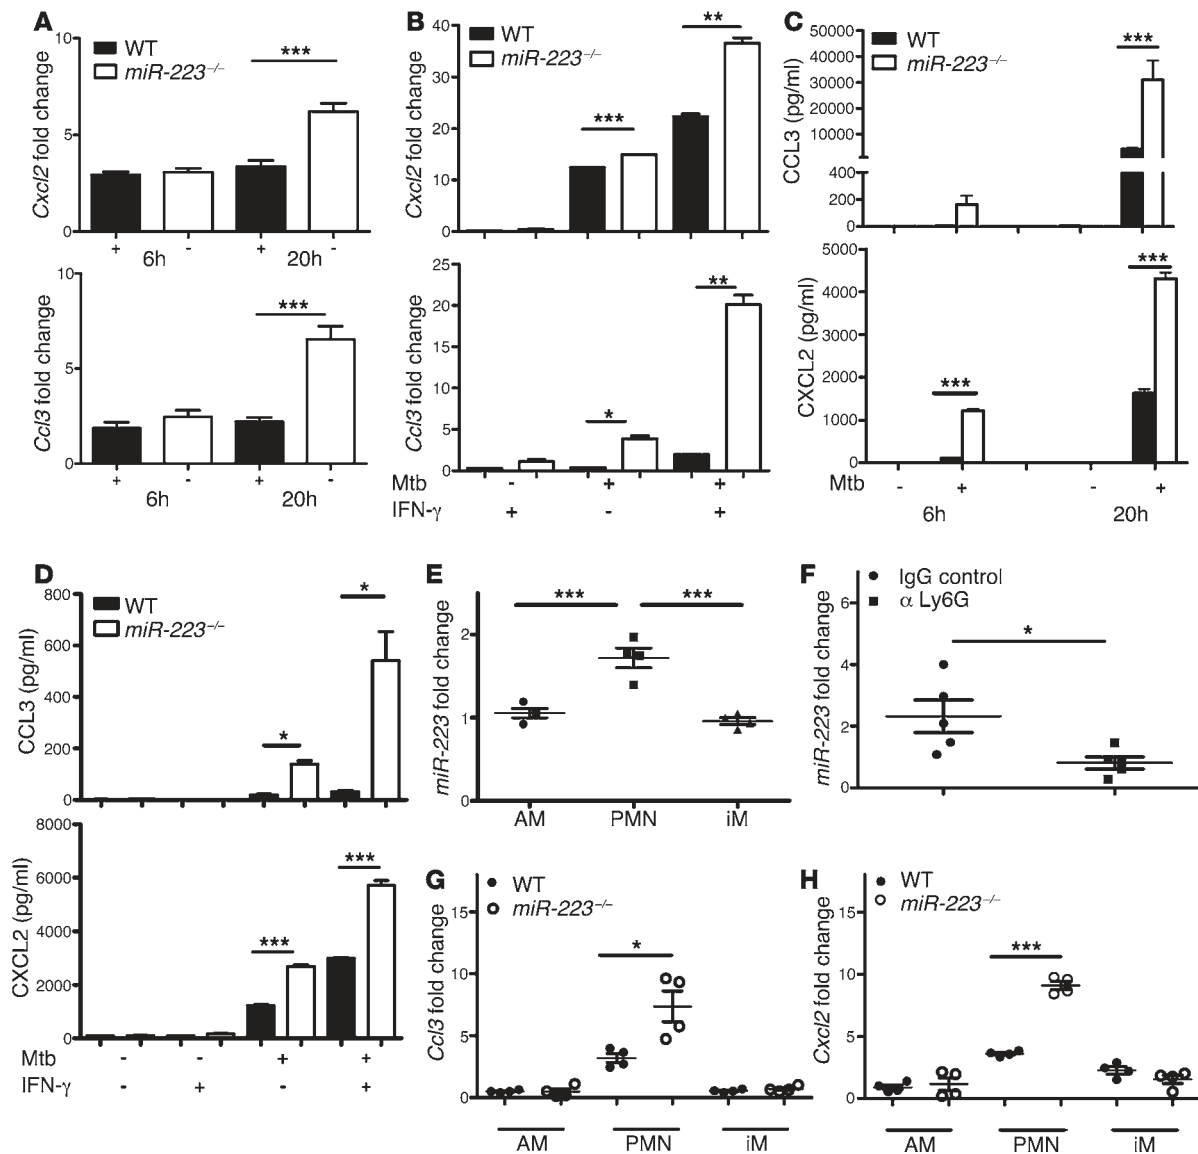 A
10
WT
miR-223–/–
***
5
0
Cxcl2 fold change
+ - + -
6h 20h
10
***
5
0
Ccl3 fold change
+ - + -
6h 20h
B
40
WT
miR-223–/–
**
30
20
***
10
0
Cxcl2 fold change
25
**
20
15
10
*
5
0
Ccl3 fold change
Mtb - + +
IFN-γ + - +
C
50000
WT
miR-223–/–
***
40000
30000
20000
10000
400
200
0
CCL3 (pg/ml)
5000
***
4000
3000
2000
***
1000
0
CXCL2 (pg/ml)
Mtb - + - +
6h 20h
D
800
WT
miR-223–/–
*
600
400
200
*
0
CCL3 (pg/ml)
8000
***
6000
4000
***
2000
0
CXCL2 (pg/ml)
Mtb - - + +
IFN-γ - + - +
E
*** ***
2
1
0
miR-223 fold change
AM PMN iM
F
IgG control
α Ly6G
6
*
4
2
0
miR-223 fold change
G
WT
miR-223–/–
15
*
10
5
0
Ccl3 fold change
AM PMN iM
H
WT
miR-223–/–
15
***
10
5
0
Cxcl2 fold change
AM PMN iM